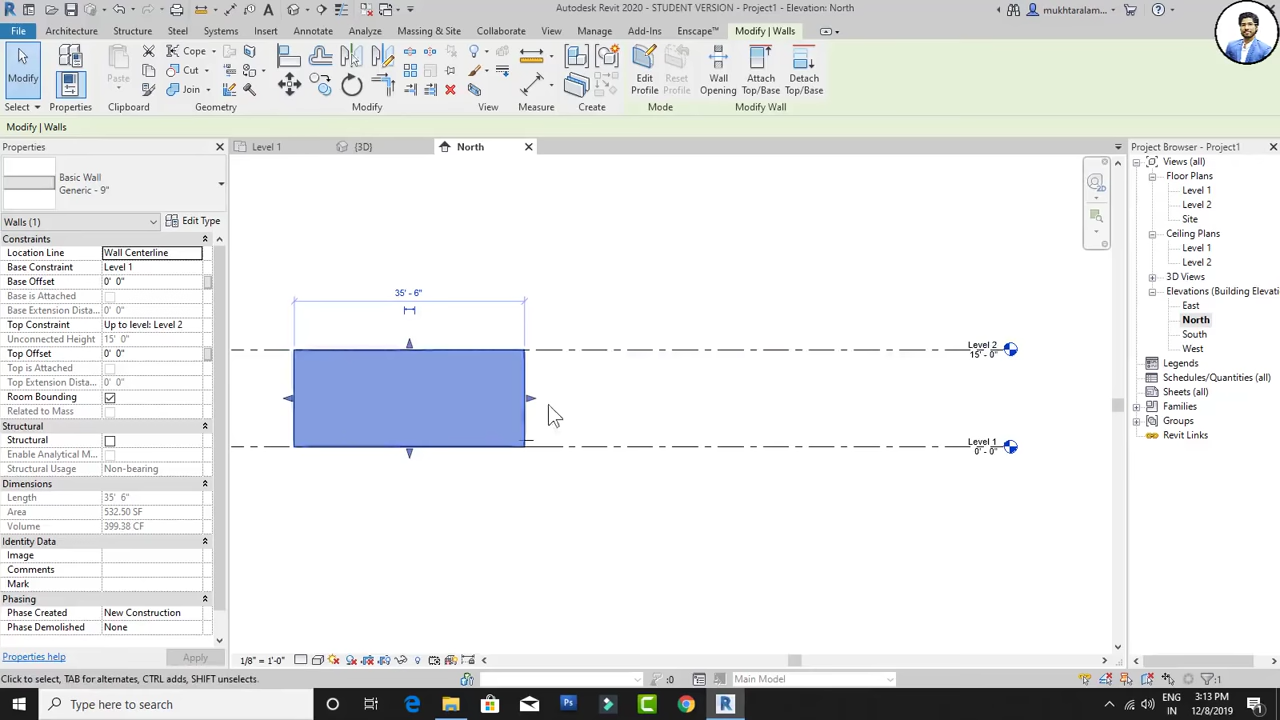 Autodesk Revit 2020 - STUDENT VERSION - Project1 - Elevation: North
mukhtaralam...
File Architecture Structure Steel Systems Insert Annotate Analyze Massing & Site Collaborate View Manage Add-Ins Enscape™ Modify | Walls
Modify
Properties
Paste
Cope
Cut
Join
Edit Profile
Reset Profile
Wall Opening
Attach Top/Base
Detach Top/Base
Select
Properties
Clipboard
Geometry
Modify
View
Measure
Create
Mode
Modify Wall
Modify | Walls
Properties
Level 1
{3D}
North
Project Browser - Project1
Basic Wall
Generic - 9"
Walls (1)
Edit Type
Constraints
Location Line Wall Centerline
Base Constraint Level 1
Base Offset 0' 0"
Base is Attached
Base Extension Dista... 0' 0"
Top Constraint Up to level: Level 2
Unconnected Height 15' 0"
Top Offset 0' 0"
Top is Attached
Top Extension Dista... 0' 0"
Room Bounding
Related to Mass
Structural
Structural
Enable Analytical M...
Structural Usage Non-bearing
Dimensions
Length 35' 6"
Area 532.50 SF
Volume 399.38 CF
Identity Data
Image
Comments
Mark
Phasing
Phase Created New Construction
Phase Demolished None
Properties help
Apply
35' - 6"
Level 2
15' - 0"
Level 1
0' - 0"
2D
Views (all)
Floor Plans
Level 1
Level 2
Site
Ceiling Plans
Level 1
Level 2
3D Views
Elevations (Building Elevati
East
North
South
West
Legends
Schedules/Quantities (all)
Sheets (all)
Families
Groups
Revit Links
1/8" = 1'-0"
Click to select, TAB for alternates, CTRL adds, SHIFT unselects.
:0
Main Model
:1
Type here to search
ENG
IN
3:13 PM
12/8/2019